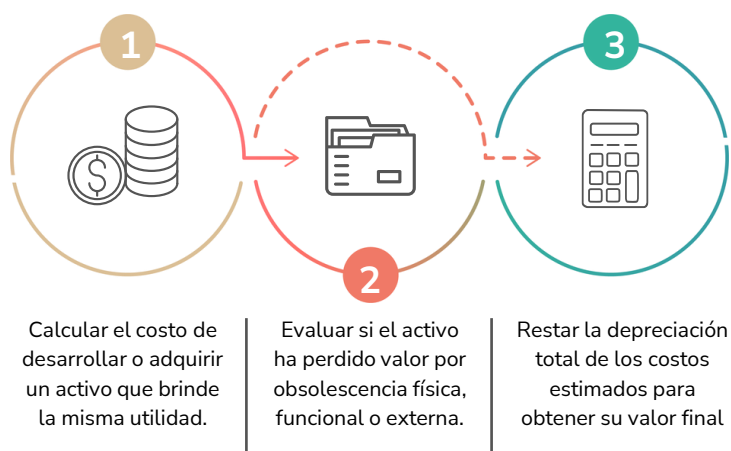 1
Calcular el costo de
desarrollar o adquirir
un activo que brinde
la misma utilidad.
2
Evaluar si el activo
ha perdido valor por
obsolescencia física,
funcional o externa.
3
Restar la depreciación
total de los costos
estimados para
obtener su valor final